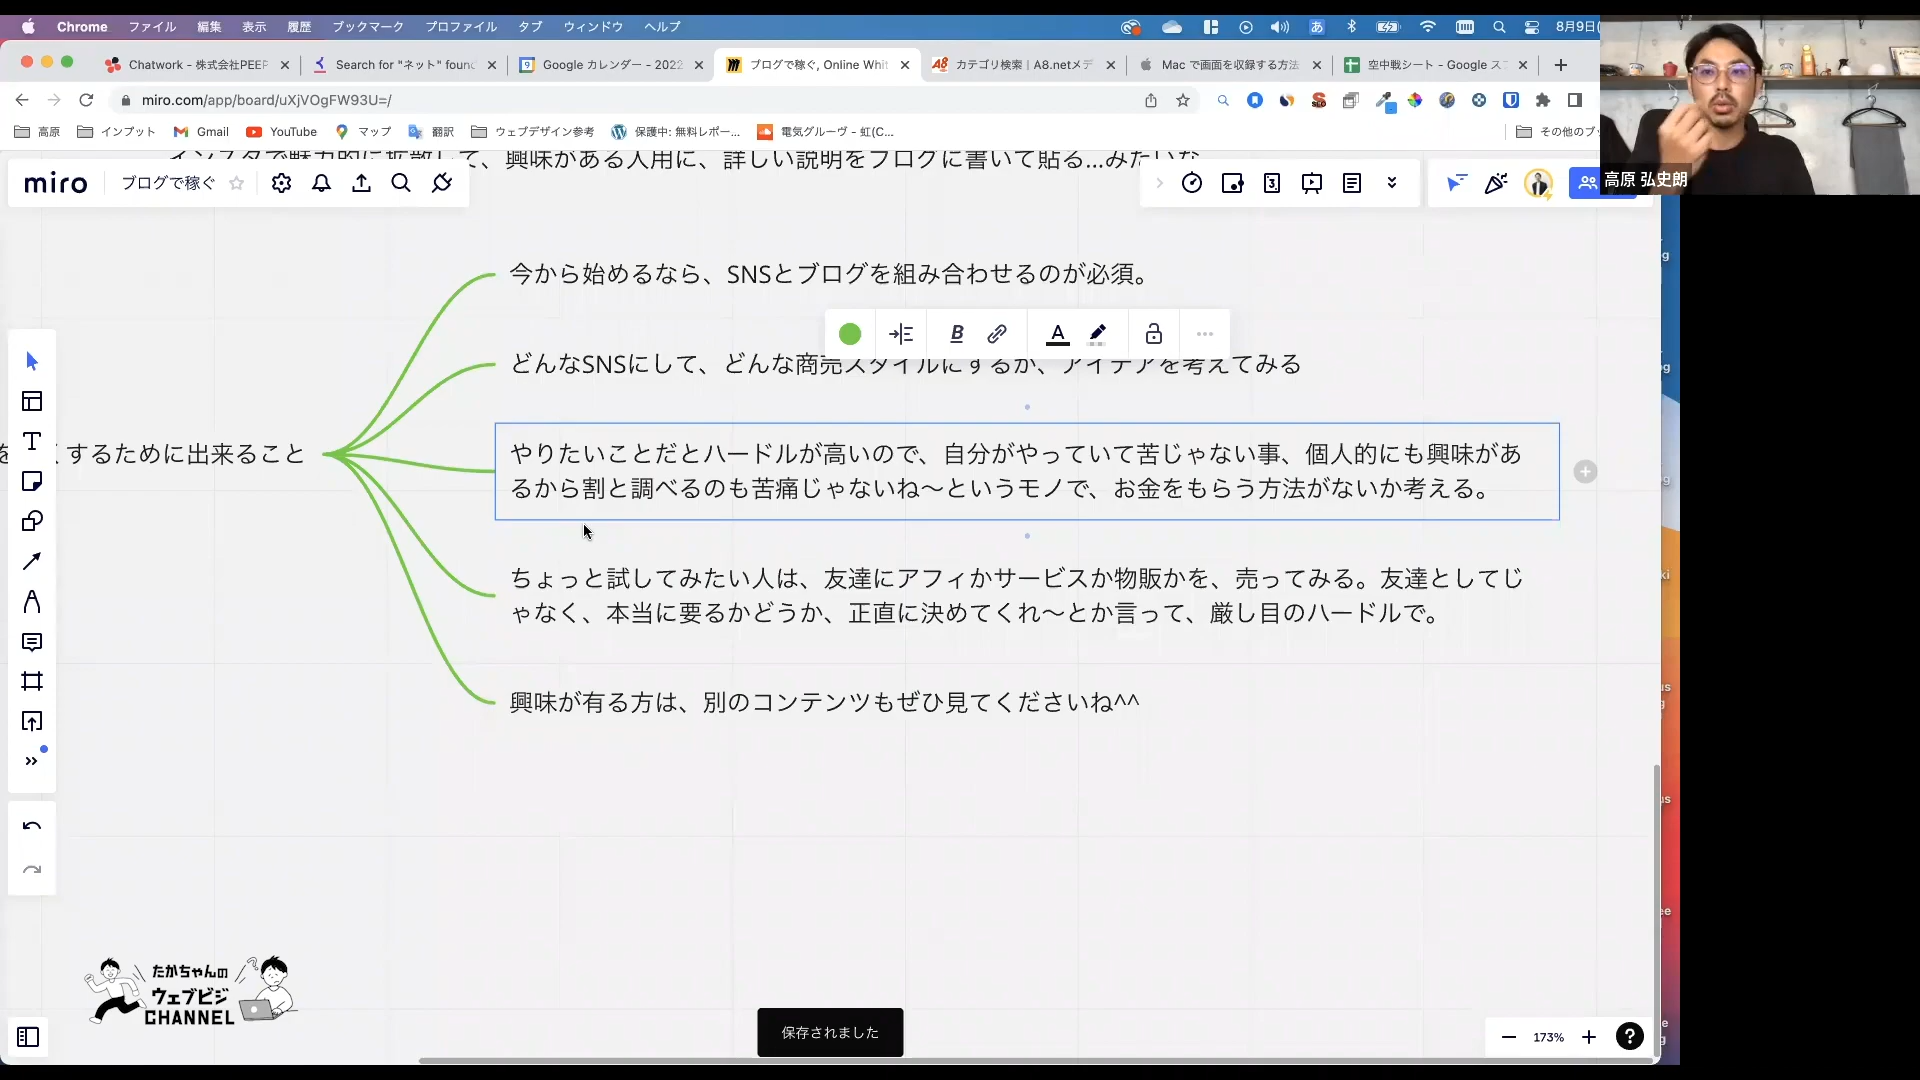 Chrome ファイル 編集 表示 履歴 ブックマーク プロファイル タブ ウィンドウ ヘルプ
あ
8月9日(
Chatwork - 株式会社PEEP
Search for "ネット" found
Google カレンダー - 2022
ブログで稼ぐ, Online Whit
カテゴリ検索|A8.netメデ
Mac で画面を収録する方法
空中戦シート - Google ス
miro.com/app/board/uXjVOgFW93U=/
高原 インプット Gmail YouTube マップ 翻訳 ウェブデザイン参考 保護中: 無料レポー... 電気グルーヴ - 虹(C... その他のブッ
高原 弘史朗
インスタで魅力的に拡散して、興味がある人用に、詳しい説明をブログに書いて貼る...みたいな
miro ブログで稼ぐ
今から始めるなら、SNSとブログを組み合わせるのが必須。
B A
どんなSNSにして、どんな商売スタイルにするか、アイデアを考えてみる
くするために出来ること
やりたいことだとハードルが高いので、自分がやっていて苦じゃない事、個人的にも興味があ
るから割と調べるのも苦痛じゃないね〜というモノで、お金をもらう方法がないか考える。
ちょっと試してみたい人は、友達にアフィかサービスか物販かを、売ってみる。友達としてじ
ゃなく、本当に要るかどうか、正直に決めてくれ〜とか言って、厳し目のハードルで。
興味が有る方は、別のコンテンツもぜひ見てくださいね^^
たかちゃんの
ウェブビジ
CHANNEL
保存されました
173%
?